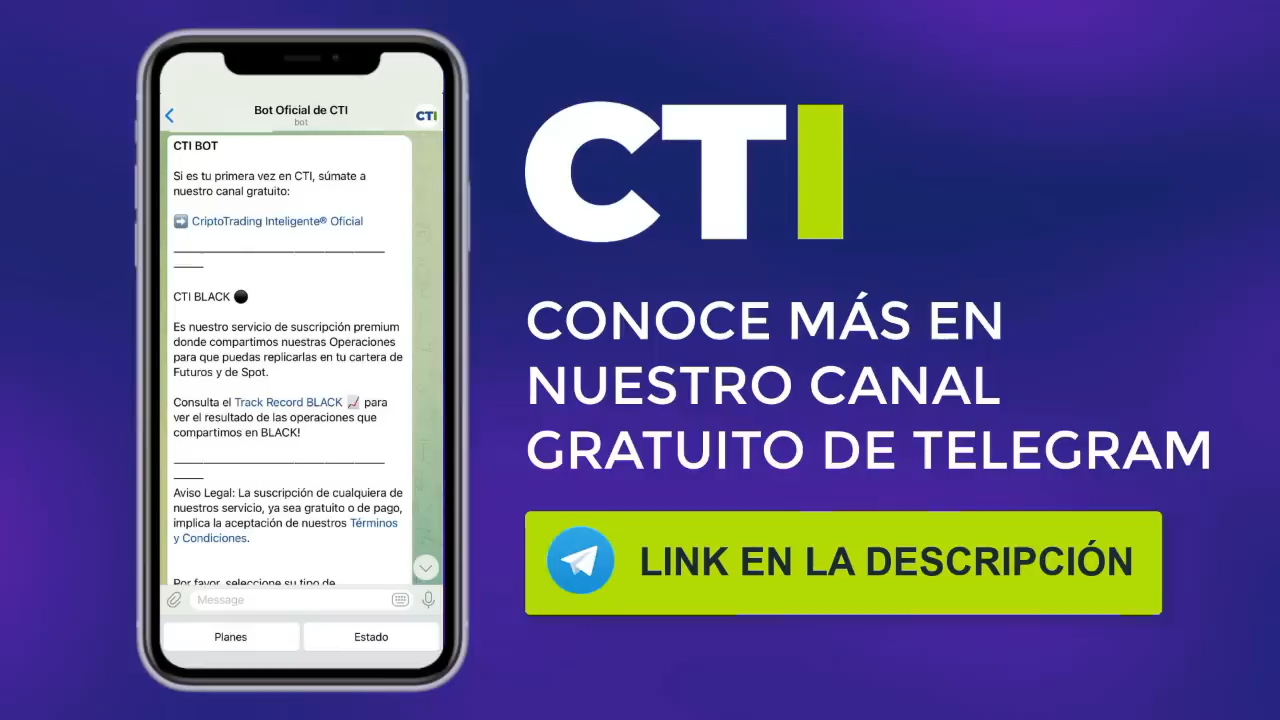 Bot Oficial de CTI
bot
CTI
CTI BOT
Si es tu primera vez en CTI, súmate a
nuestro canal gratuito:
➡️ CriptoTrading Inteligente® Oficial
CTI BLACK ⚫
Es nuestro servicio de suscripción premium
donde compartimos nuestras Operaciones
para que puedas replicarlas en tu cartera de
Futuros y de Spot.
Consulta el Track Record BLACK 📈 para
ver el resultado de las operaciones que
compartimos en BLACK!
Aviso Legal: La suscripción de cualquiera de
nuestros servicio, ya sea gratuito o de pago,
implica la aceptación de nuestros Términos
y Condiciones.
Por favor, seleccione su tipo de
Message
Planes
Estado
CTI
CONOCE MÁS EN
NUESTRO CANAL
GRATUITO DE TELEGRAM
LINK EN LA DESCRIPCIÓN